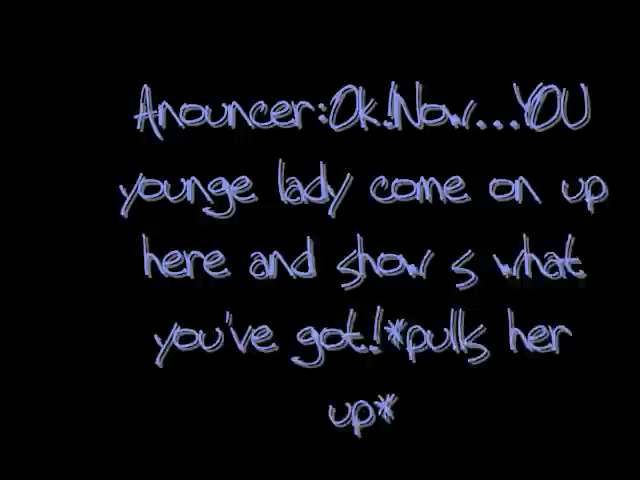 Anouncer:Ok!Now...YOU
younge lady come on up
here and show s what
you've got!*pulls her
up*